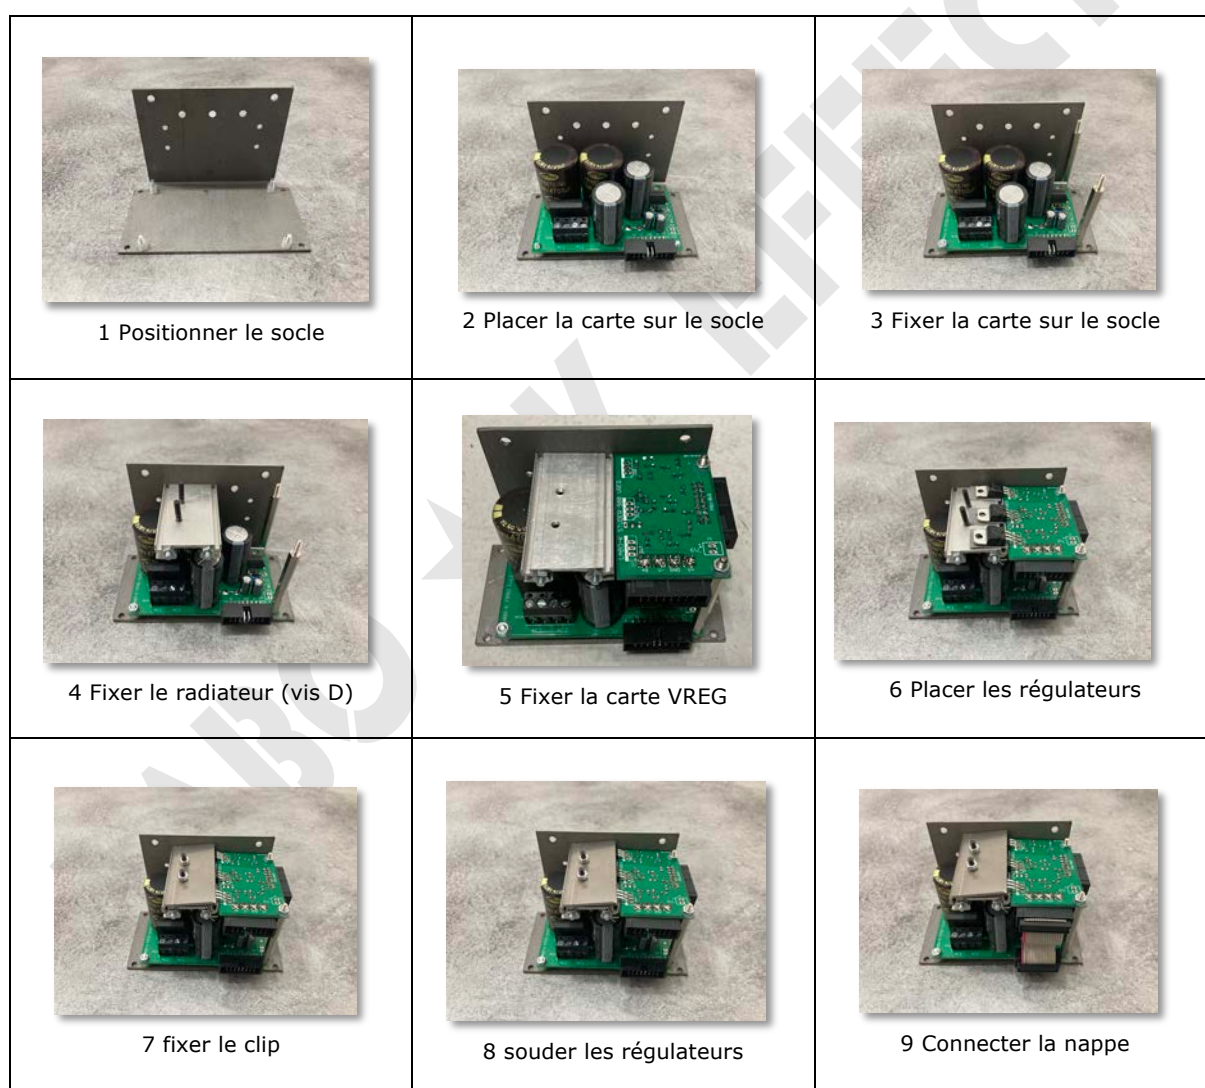 1 Positionner le socle
2 Placer la carte sur le socle
3 Fixer la carte sur le socle
4 Fixer le radiateur (vis D)
5 Fixer la carte VREG
6 Placer les régulateurs
7 fixer le clip
8 souder les régulateurs
9 Connecter la nappe